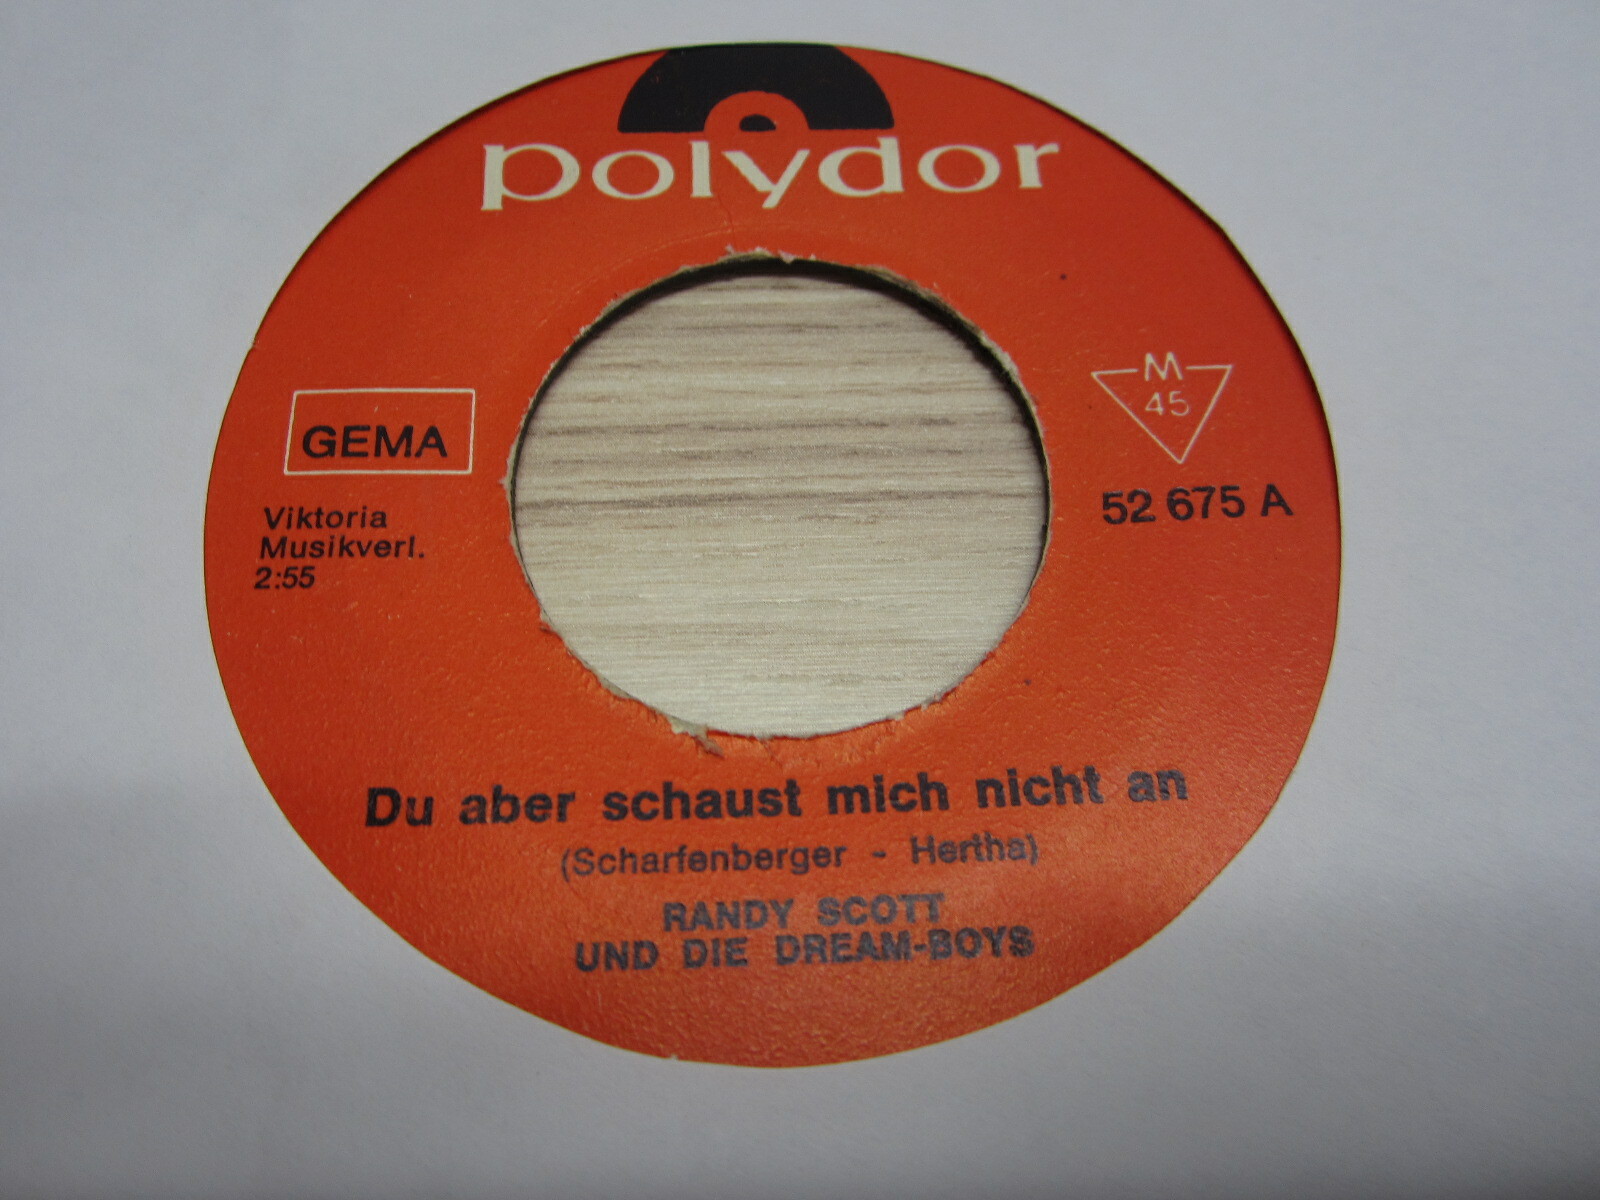 polydor
GEMA
Viktoria
Musikverl.
2:55
M
45
52 675 A
Du aber schaust mich nicht an
(Scharfenberger - Hertha)
RANDY SCOTT
UND DIE DREAM-BOYS